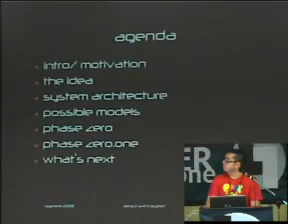 agenda
intro/ motivation
the idea
system architecture
possible models
phase zero
phase zero.one
what's next